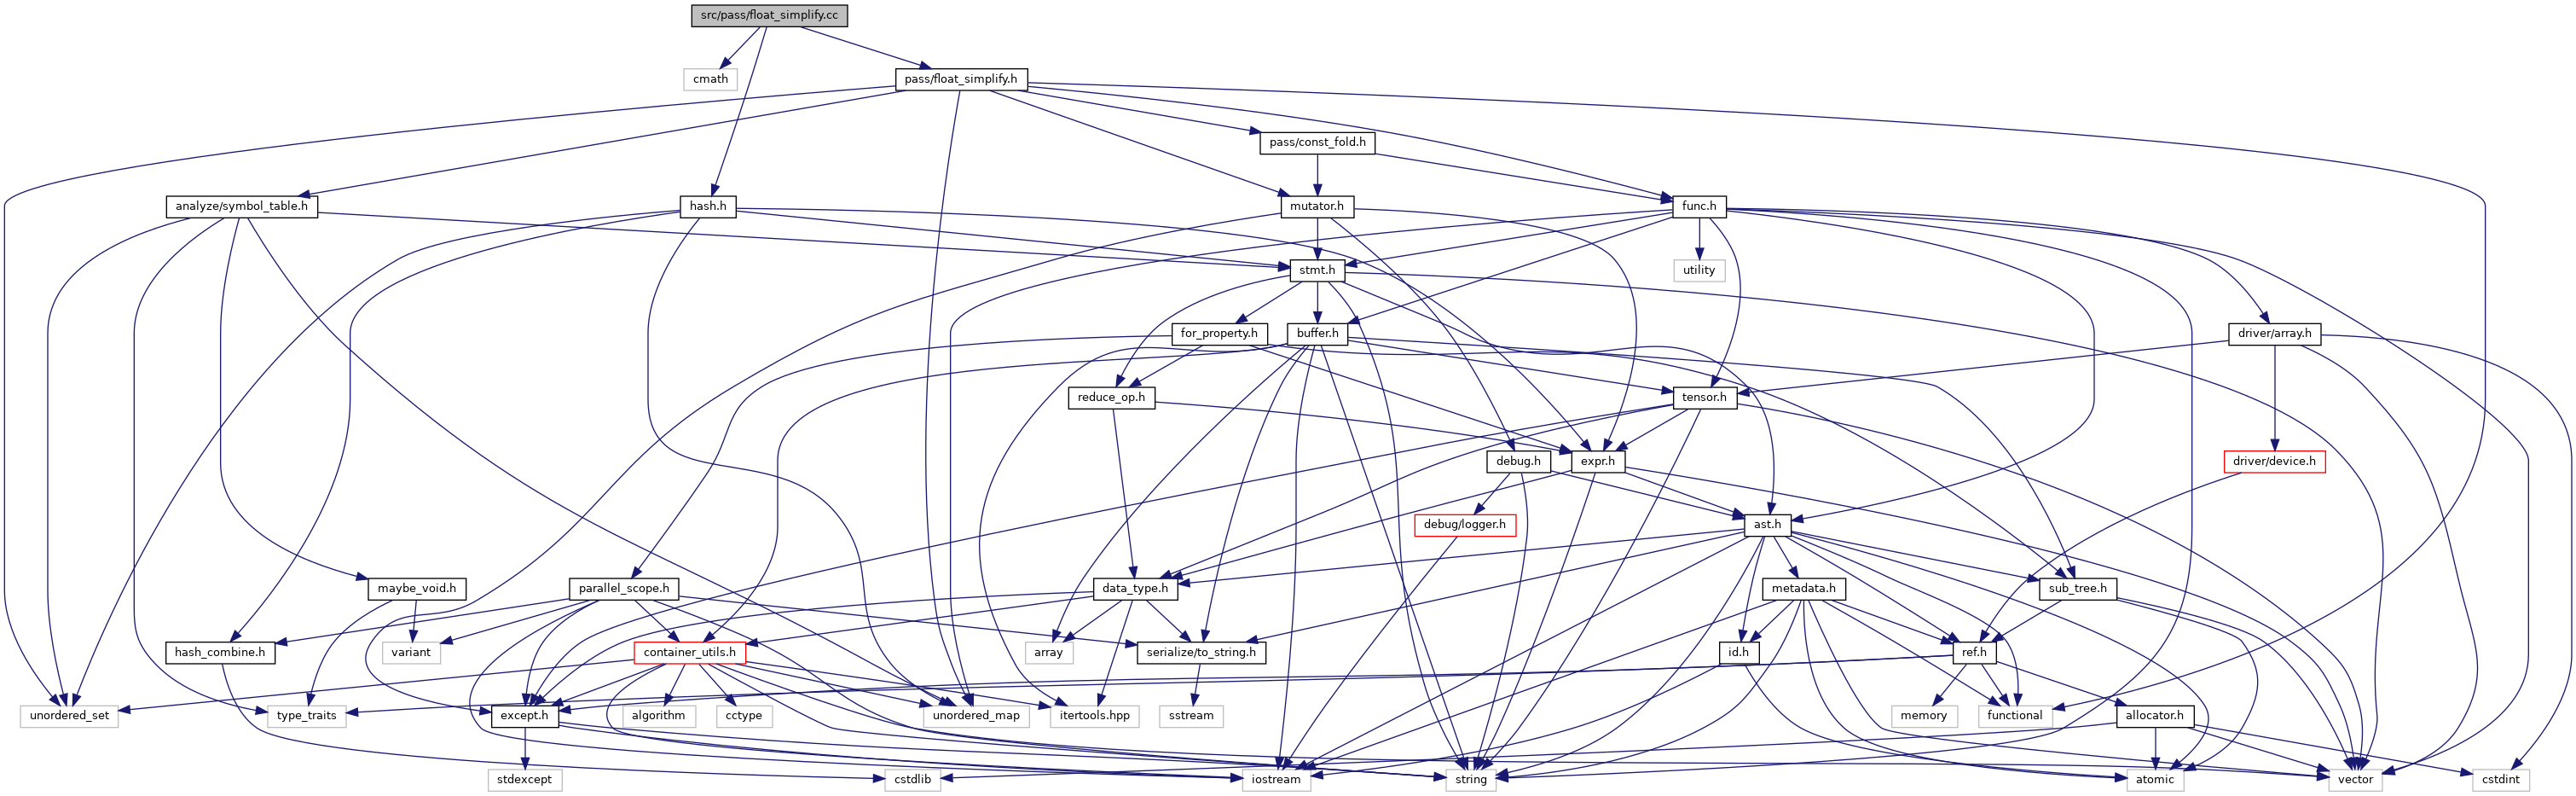 src/pass/float_simplify.cc
cmath
pass/float_simplify.h
pass/const_fold.h
analyze/symbol_table.h
hash.h
mutator.h
func.h
stmt.h
utility
for_property.h
buffer.h
driver/array.h
reduce_op.h
tensor.h
debug.h
expr.h
driver/device.h
debug/logger.h
ast.h
maybe_void.h
parallel_scope.h
data_type.h
metadata.h
sub_tree.h
hash_combine.h
variant
container_utils.h
array
serialize/to_string.h
id.h
ref.h
unordered_set
type_traits
except.h
algorithm
cctype
unordered_map
itertools.hpp
sstream
memory
functional
allocator.h
stdexcept
cstdlib
iostream
string
atomic
vector
cstdint